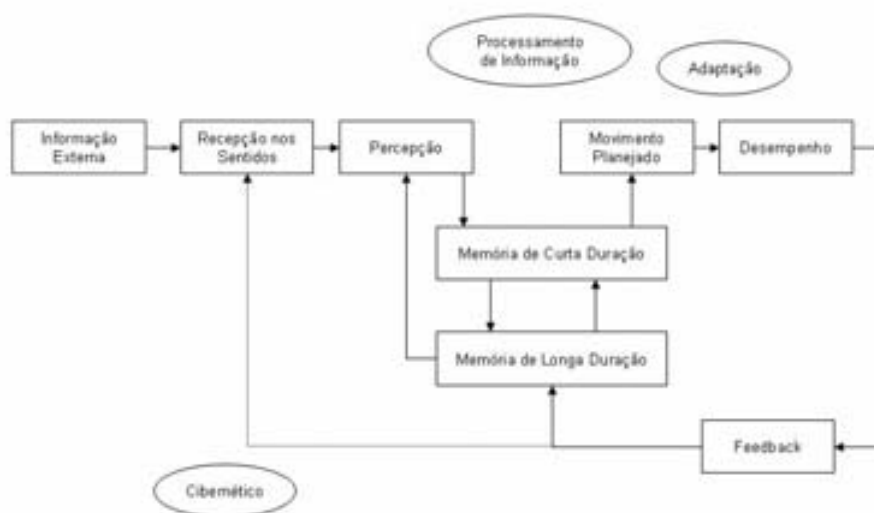 Processamento
de Informação
Adaptação
Informação
Externa
Recepção nos
Sentidos
Percepção
Movimento
Planejado
Desempenho
Memória de Curta Duração
Memória de Longa Duração
Feedback
Cibernético